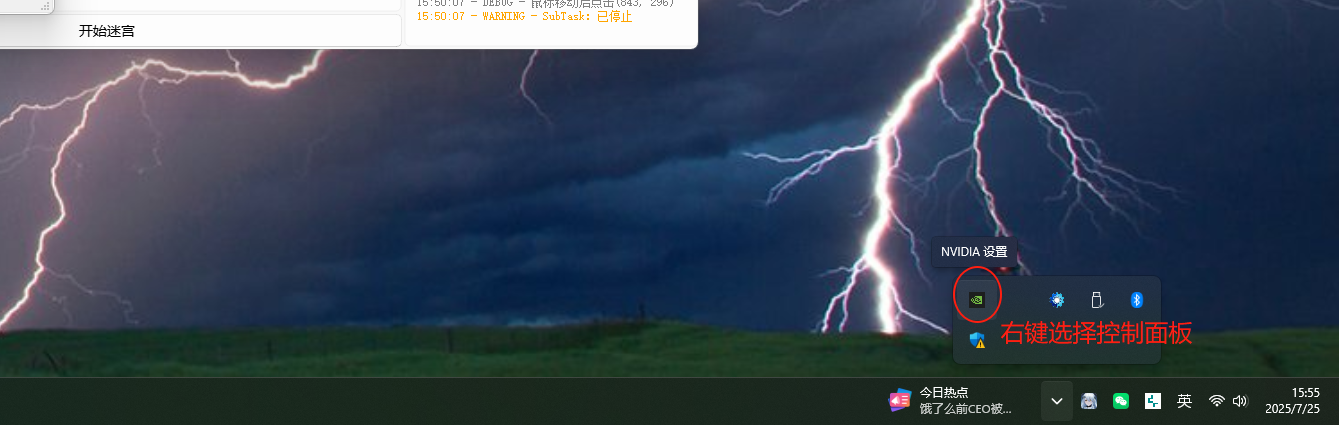 15:50:07 - DEBUG - 鼠标移动后点击(843, 296)
15:50:07 - WARNING - SubTask: 已停止
开始迷宫
NVIDIA 设置
右键选择控制面板
今日热点
饿了么前CEO被...
英
15:55
2025/7/25